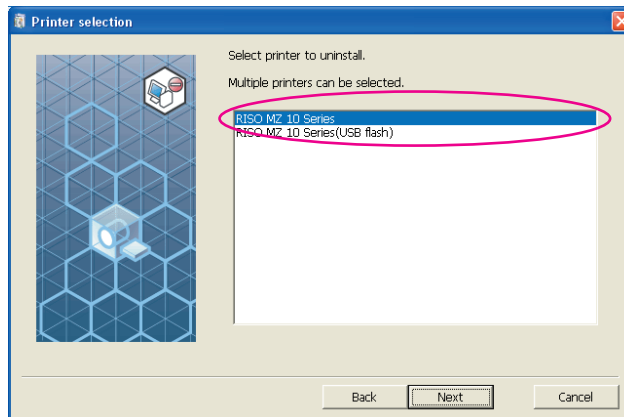 Printer selection
Select printer to uninstall.
Multiple printers can be selected.
RISO MZ 10 Series
RISO MZ 10 Series(USB flash)
Back
Next
Cancel